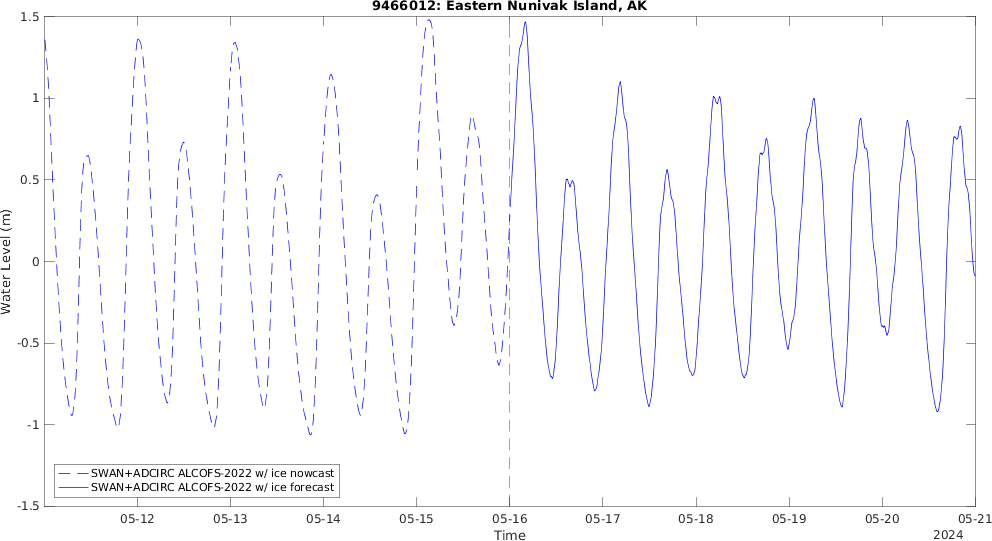 9466012: Eastern Nunivak Island, AK
1.5
1
0.5
0
-0.5
-1
-1.5
Water Level (m)
SWAN+ADCIRC ALCOFS-2022 w/ ice nowcast
SWAN+ADCIRC ALCOFS-2022 w/ ice forecast
05-12 05-13 05-14 05-15 05-16 05-17 05-18 05-19 05-20 05-21
Time
2024